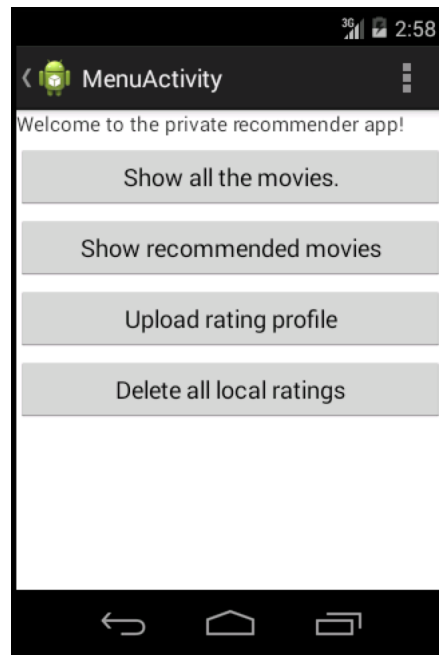 3G 2:58
MenuActivity
Welcome to the private recommender app!
Show all the movies.
Show recommended movies
Upload rating profile
Delete all local ratings